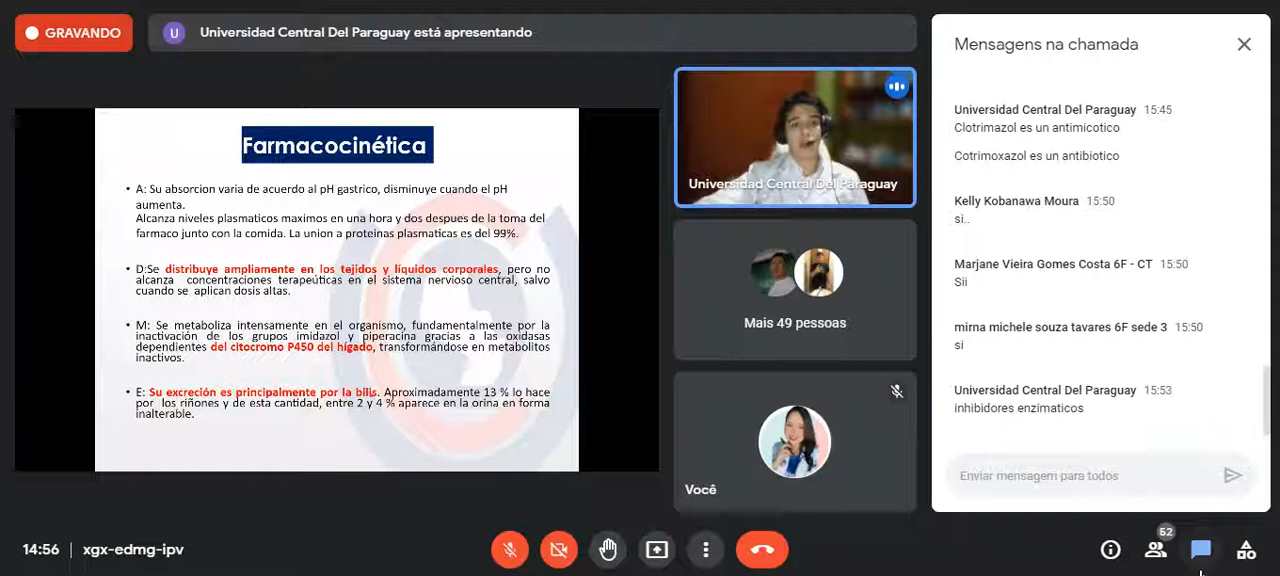 GRAVANDO
U
Universidad Central Del Paraguay está apresentando
Farmacocinética
• A: Su absorcion varia de acuerdo al pH gastrico, disminuye cuando el pH
aumenta.
Alcanza niveles plasmaticos maximos en una hora y dos despues de la toma del
farmaco junto con la comida. La union a proteinas plasmaticas es del 99%.
• D:Se distribuye ampliamente en los tejidos y líquidos corporales, pero no
alcanza concentraciones terapeúticas en el sistema nervioso central, salvo
cuando se aplican dosis altas.
• M: Se metaboliza intensamente en el organismo, fundamentalmente por la
inactivación de los grupos imidazol y piperacina gracias a las oxidasas
dependientes del citocromo P450 del hígado, transformándose en metabolitos
inactivos.
• E: Su excreción es principalmente por la bilis. Aproximadamente 13 % lo hace
por los riñones y de esta cantidad, entre 2 y 4 % aparece en la orina en forma
inalterable.
Universidad Central Del Paraguay
Mais 49 pessoas
Você
Mensagens na chamada
Universidad Central Del Paraguay 15:45
Clotrimazol es un antimicotico
Cotrimoxazol es un antibiotico
Kelly Kobanawa Moura 15:50
si..
Marjane Vieira Gomes Costa 6F - CT 15:50
Sii
mirna michele souza tavares 6F sede 3 15:50
si
Universidad Central Del Paraguay 15:53
inhibidores enzimaticos
Enviar mensagem para todos
14:56 | xgx-edmg-ipv
52